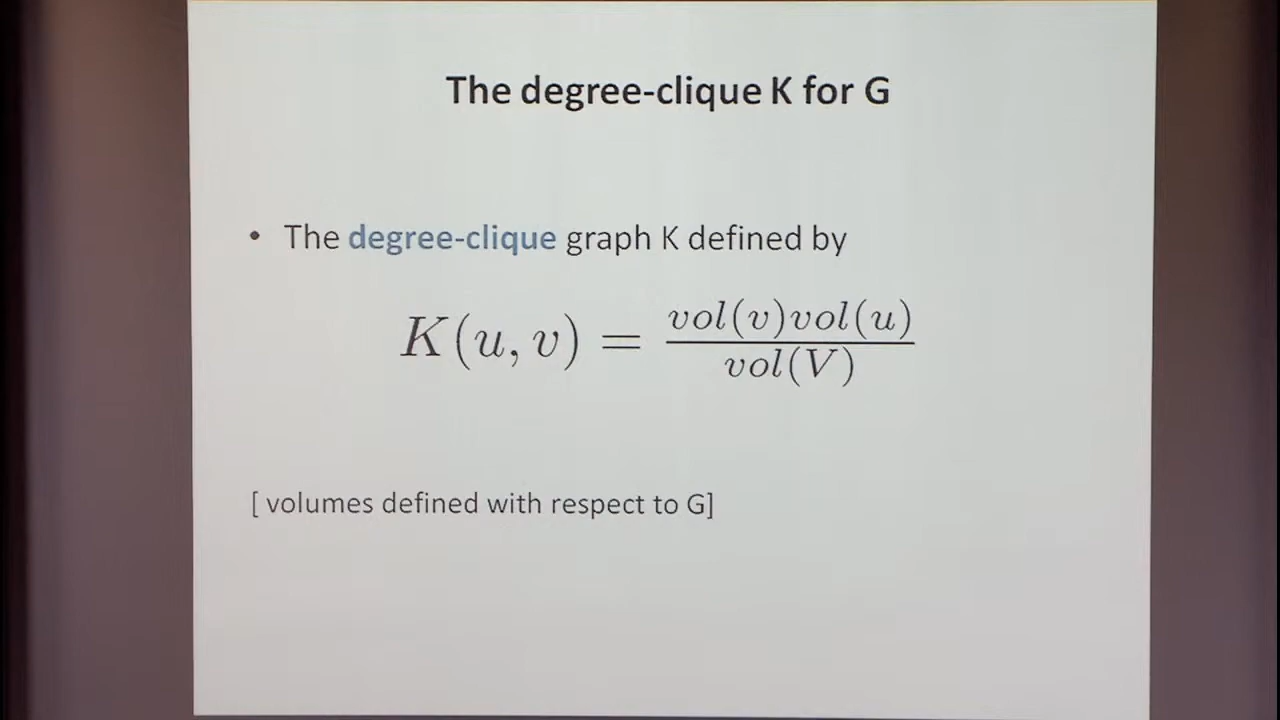 The degree-clique K for G
• The degree-clique graph K defined by
K(u, v) = vol(v)vol(u) / vol(V)
[ volumes defined with respect to G]